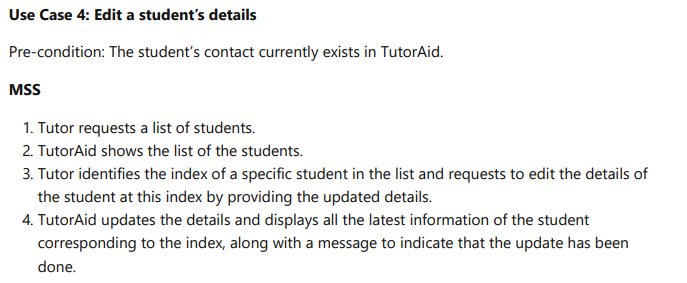 Use Case 4: Edit a student’s details
Pre-condition: The student’s contact currently exists in TutorAid.
MSS
1. Tutor requests a list of students.
2. TutorAid shows the list of the students.
3. Tutor identifies the index of a specific student in the list and requests to edit the details of
the student at this index by providing the updated details.
4. TutorAid updates the details and displays all the latest information of the student
corresponding to the index, along with a message to indicate that the update has been
done.